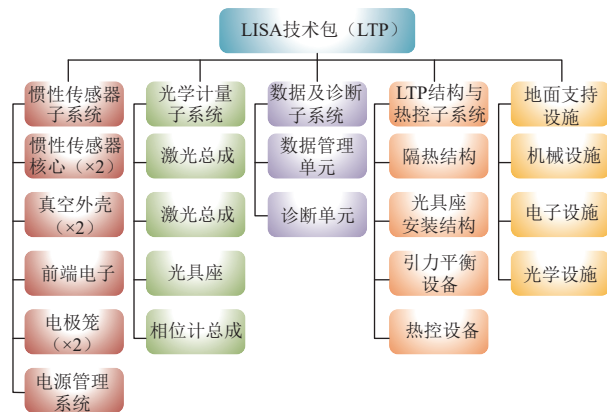 LISA技术包（LTP）
惯性传感器
子系统
惯性传感器
核心（×2）
真空外壳
（×2）
前端电子
电极笼
（×2）
电源管理
系统
光学计量
子系统
激光总成
激光总成
光具座
相位计总成
数据及诊断
子系统
数据管理
单元
诊断单元
LTP结构与
热控子系统
隔热结构
光具座
安装结构
引力平衡
设备
热控设备
地面支持
设施
机械设施
电子设施
光学设施